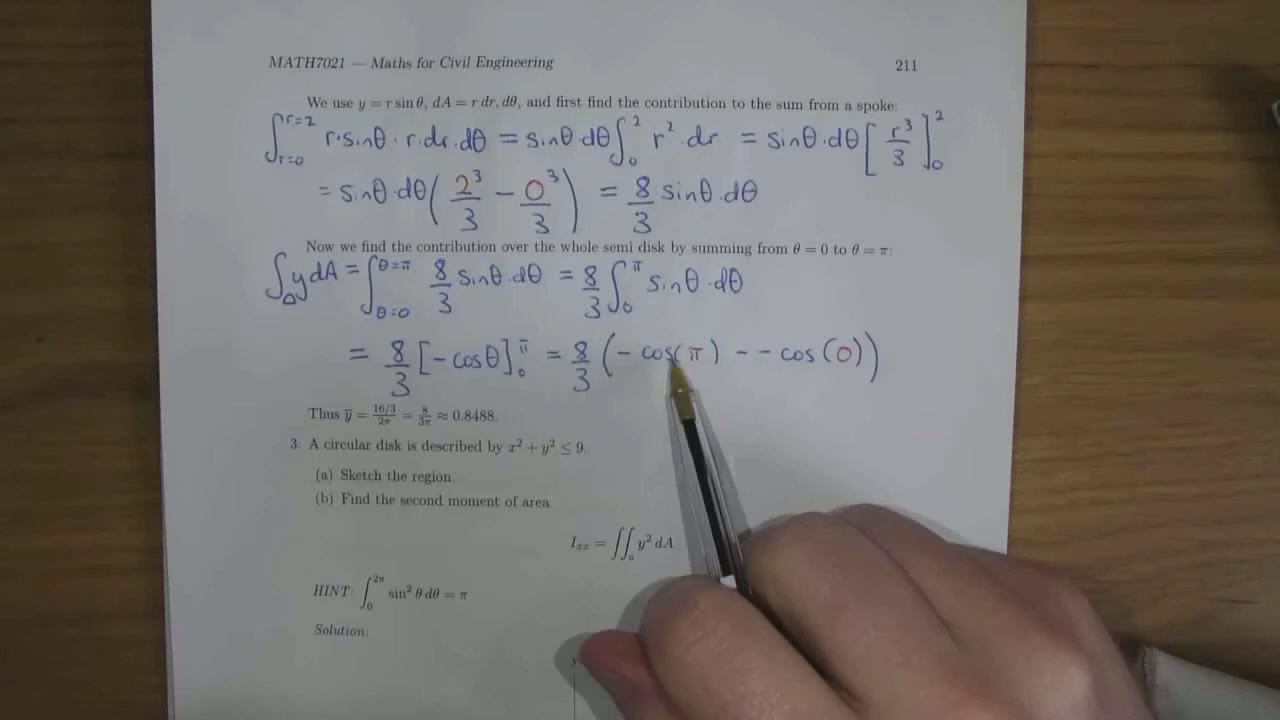 MATH7021 — Maths for Civil Engineering 211
We use y = r sin θ, dA = r dr, dθ, and first find the contribution to the sum from a spoke:
∫_{r=0}^{r=2} r·sinθ·r·dr·dθ = sinθ·dθ ∫_0^2 r²·dr = sinθ·dθ [r³/3]_0^2
= sinθ·dθ (2³/3 − 0³/3) = 8/3 sinθ·dθ
Now we find the contribution over the whole semi disk by summing from θ = 0 to θ = π:
∫_D y dA = ∫_{θ=0}^{θ=π} 8/3 sinθ·dθ = 8/3 ∫_0^π sinθ·dθ
= 8/3 [−cosθ]_0^π = 8/3 (−cos(π) − −cos(0))
Thus y̅ = (16/3)/(2π) = 8/(3π) ≈ 0.8488.
3. A circular disk is described by x² + y² ≤ 9.
(a) Sketch the region.
(b) Find the second moment of area
I_{xx} = ∬ y² dA
HINT: ∫_0^{2π} sin² θ dθ = π
Solution:
y